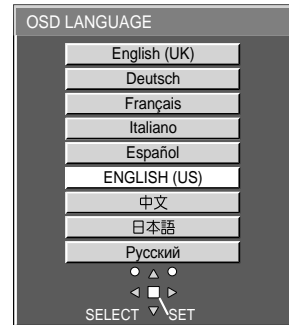 OSD LANGUAGE
English (UK)
Deutsch
Français
Italiano
Español
ENGLISH (US)
中文
日本語
Русский
SELECT SET